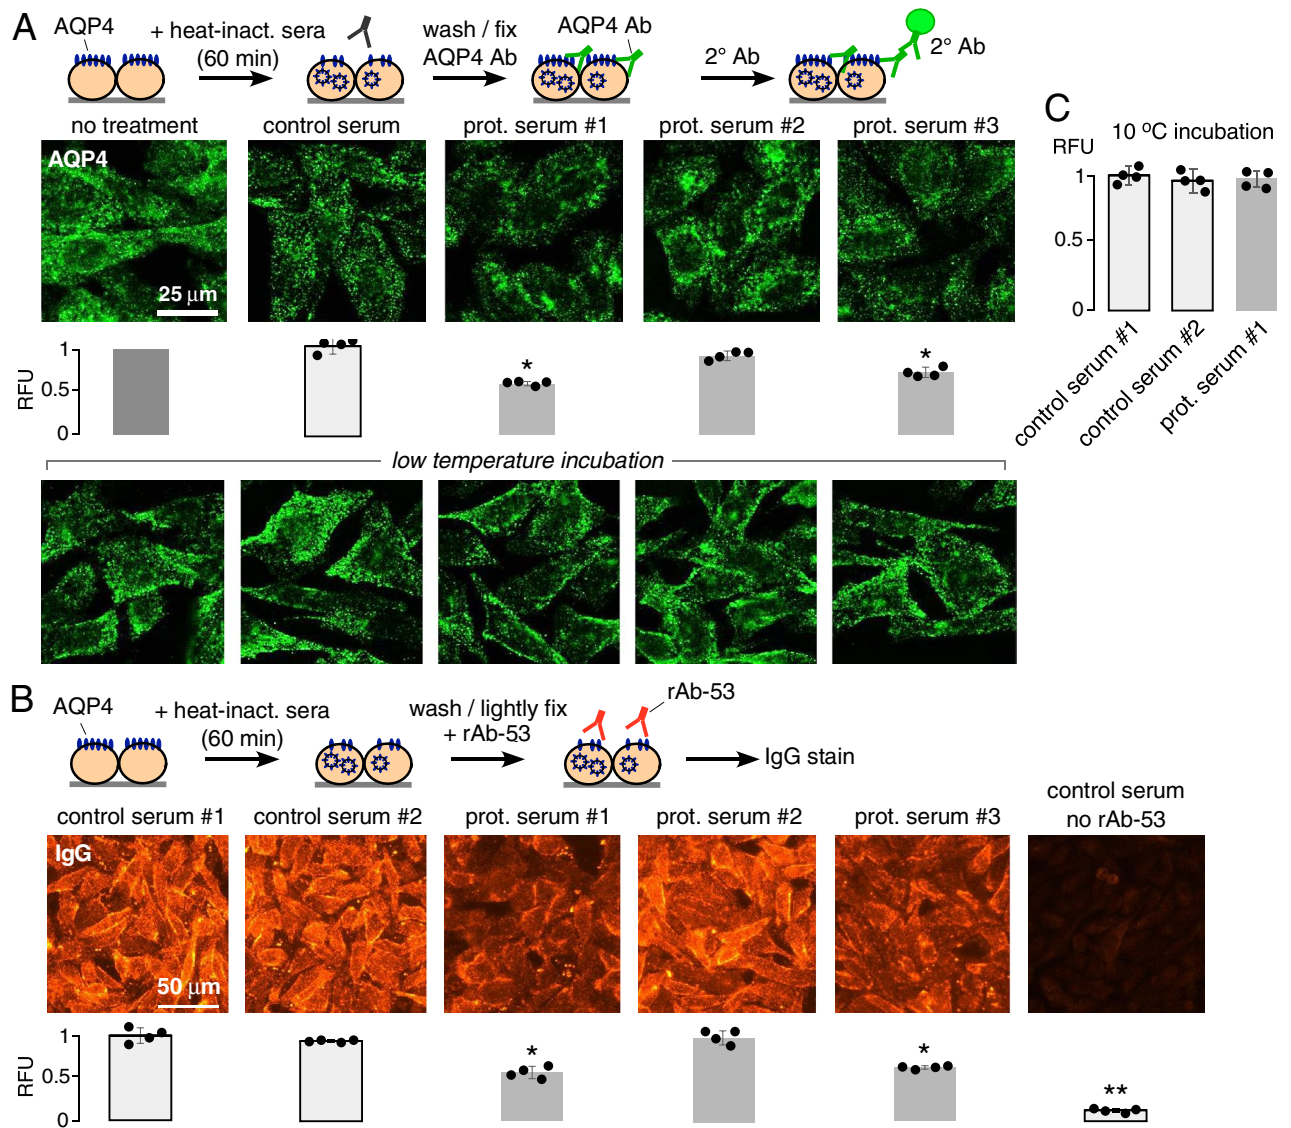 A
AQP4
+ heat-inact. sera
(60 min)
wash / fix
AQP4 Ab
AQP4 Ab
2° Ab
2° Ab
no treatment
control serum
prot. serum #1
prot. serum #2
prot. serum #3
AQP4
25 μm
RFU
1
0.5
0
*
*
low temperature incubation
C
10 ºC incubation
RFU
1
0.5
0
control serum #1
control serum #2
prot. serum #1
B
AQP4
+ heat-inact. sera
(60 min)
wash / lightly fix
+ rAb-53
rAb-53
IgG stain
control serum #1
control serum #2
prot. serum #1
prot. serum #2
prot. serum #3
control serum
no rAb-53
IgG
50 μm
RFU
1
0.5
0
*
*
**